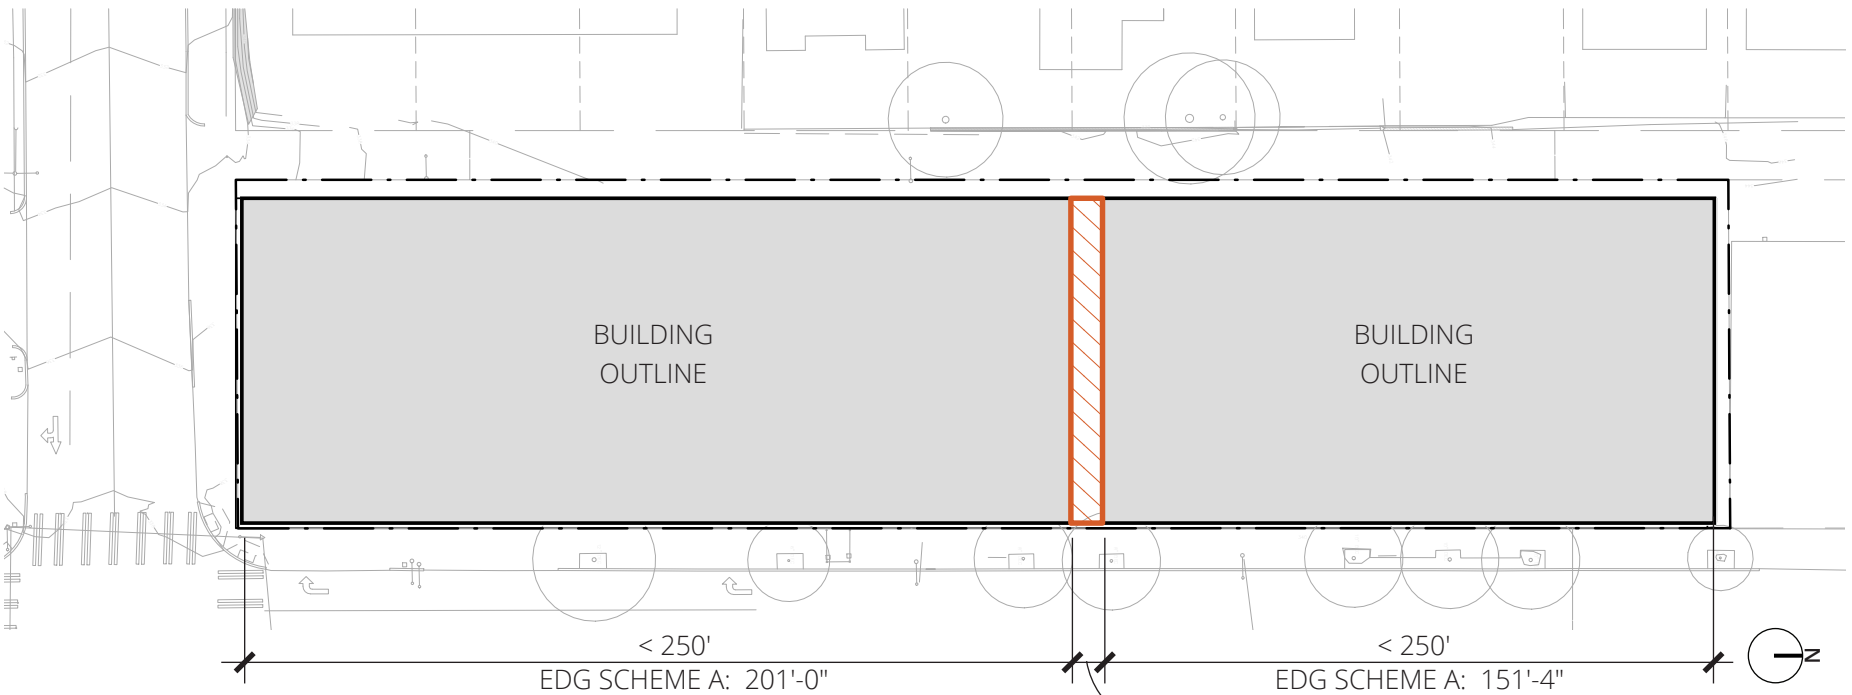 BUILDING
OUTLINE
BUILDING
OUTLINE
< 250'
EDG SCHEME A: 201'-0"
< 250'
EDG SCHEME A: 151'-4"
N